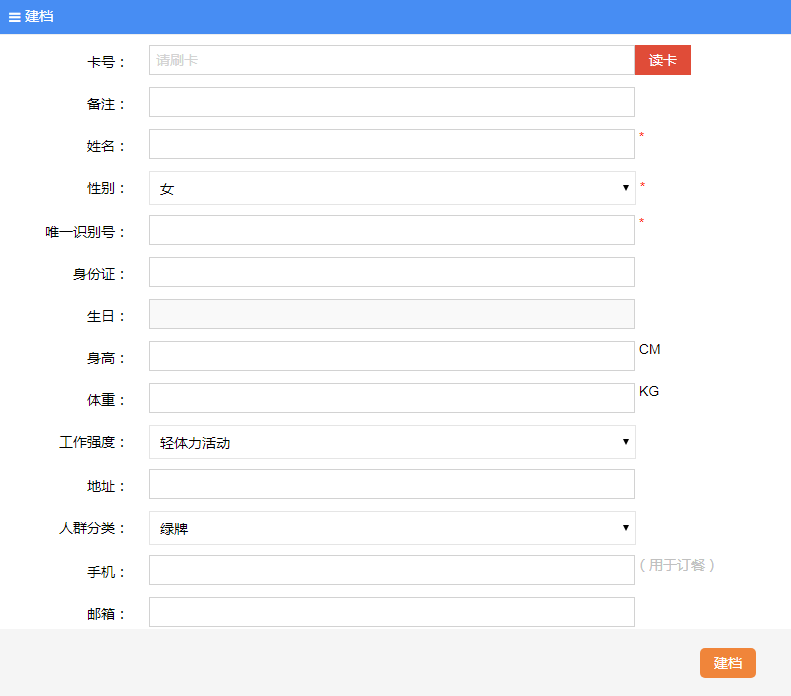 建档
卡号： 请刷卡 读卡
备注：
姓名： *
性别： 女 *
唯一识别号： *
身份证：
生日：
身高： CM
体重： KG
工作强度： 轻体力活动
地址：
人群分类： 绿牌
手机： （用于订餐）
邮箱：
建档